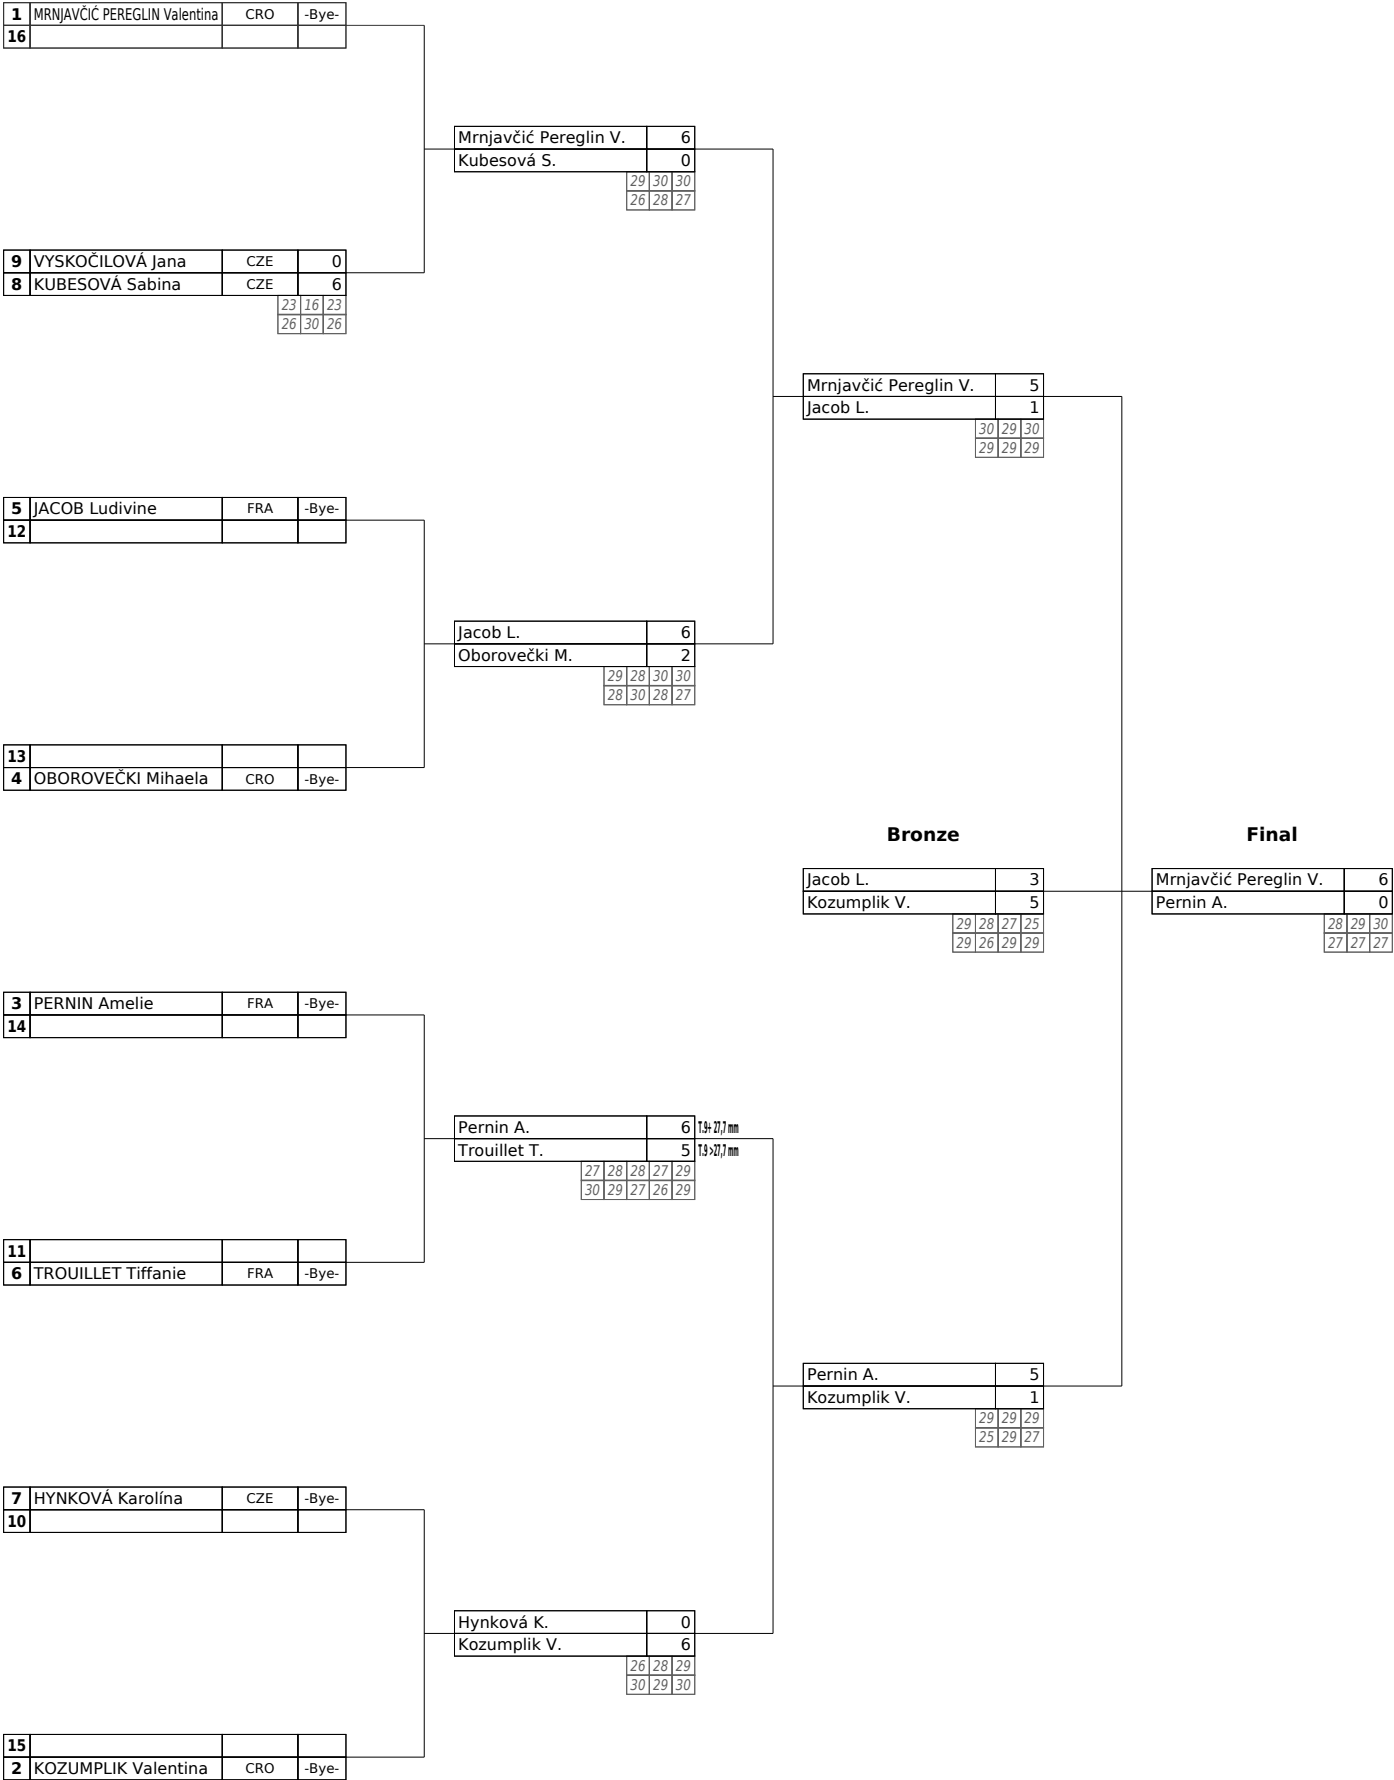 1 MRNJAVČIĆ PEREGLIN Valentina CRO -Bye-
16
Mrnjavčić Pereglin V. 6
Kubesová S. 0
29 30 30
26 28 27
9 VYSKOČILOVÁ Jana CZE 0
8 KUBESOVÁ Sabina CZE 6
23 16 23
26 30 26
Mrnjavčić Pereglin V. 5
Jacob L. 1
30 29 30
29 29 29
5 JACOB Ludivine FRA -Bye-
12
Jacob L. 6
Oborovečki M. 2
29 28 30 30
28 30 28 27
13
4 OBOROVEČKI Mihaela CRO -Bye-
Bronze Final
Jacob L. 3 Mrnjavčić Pereglin V. 6
Kozumplik V. 5 Pernin A. 0
29 28 27 25 28 29 30
29 26 29 29 27 27 27
3 PERNIN Amelie FRA -Bye-
14
Pernin A. 6 T.9+ 27,7 mm
Trouillet T. 5 T.9 >27,7 mm
27 28 28 27 29
30 29 27 26 29
11
6 TROUILLET Tiffanie FRA -Bye-
Pernin A. 5
Kozumplik V. 1
29 29 29
25 29 27
7 HYNKOVÁ Karolína CZE -Bye-
10
Hynková K. 0
Kozumplik V. 6
26 28 29
30 29 30
15
2 KOZUMPLIK Valentina CRO -Bye-